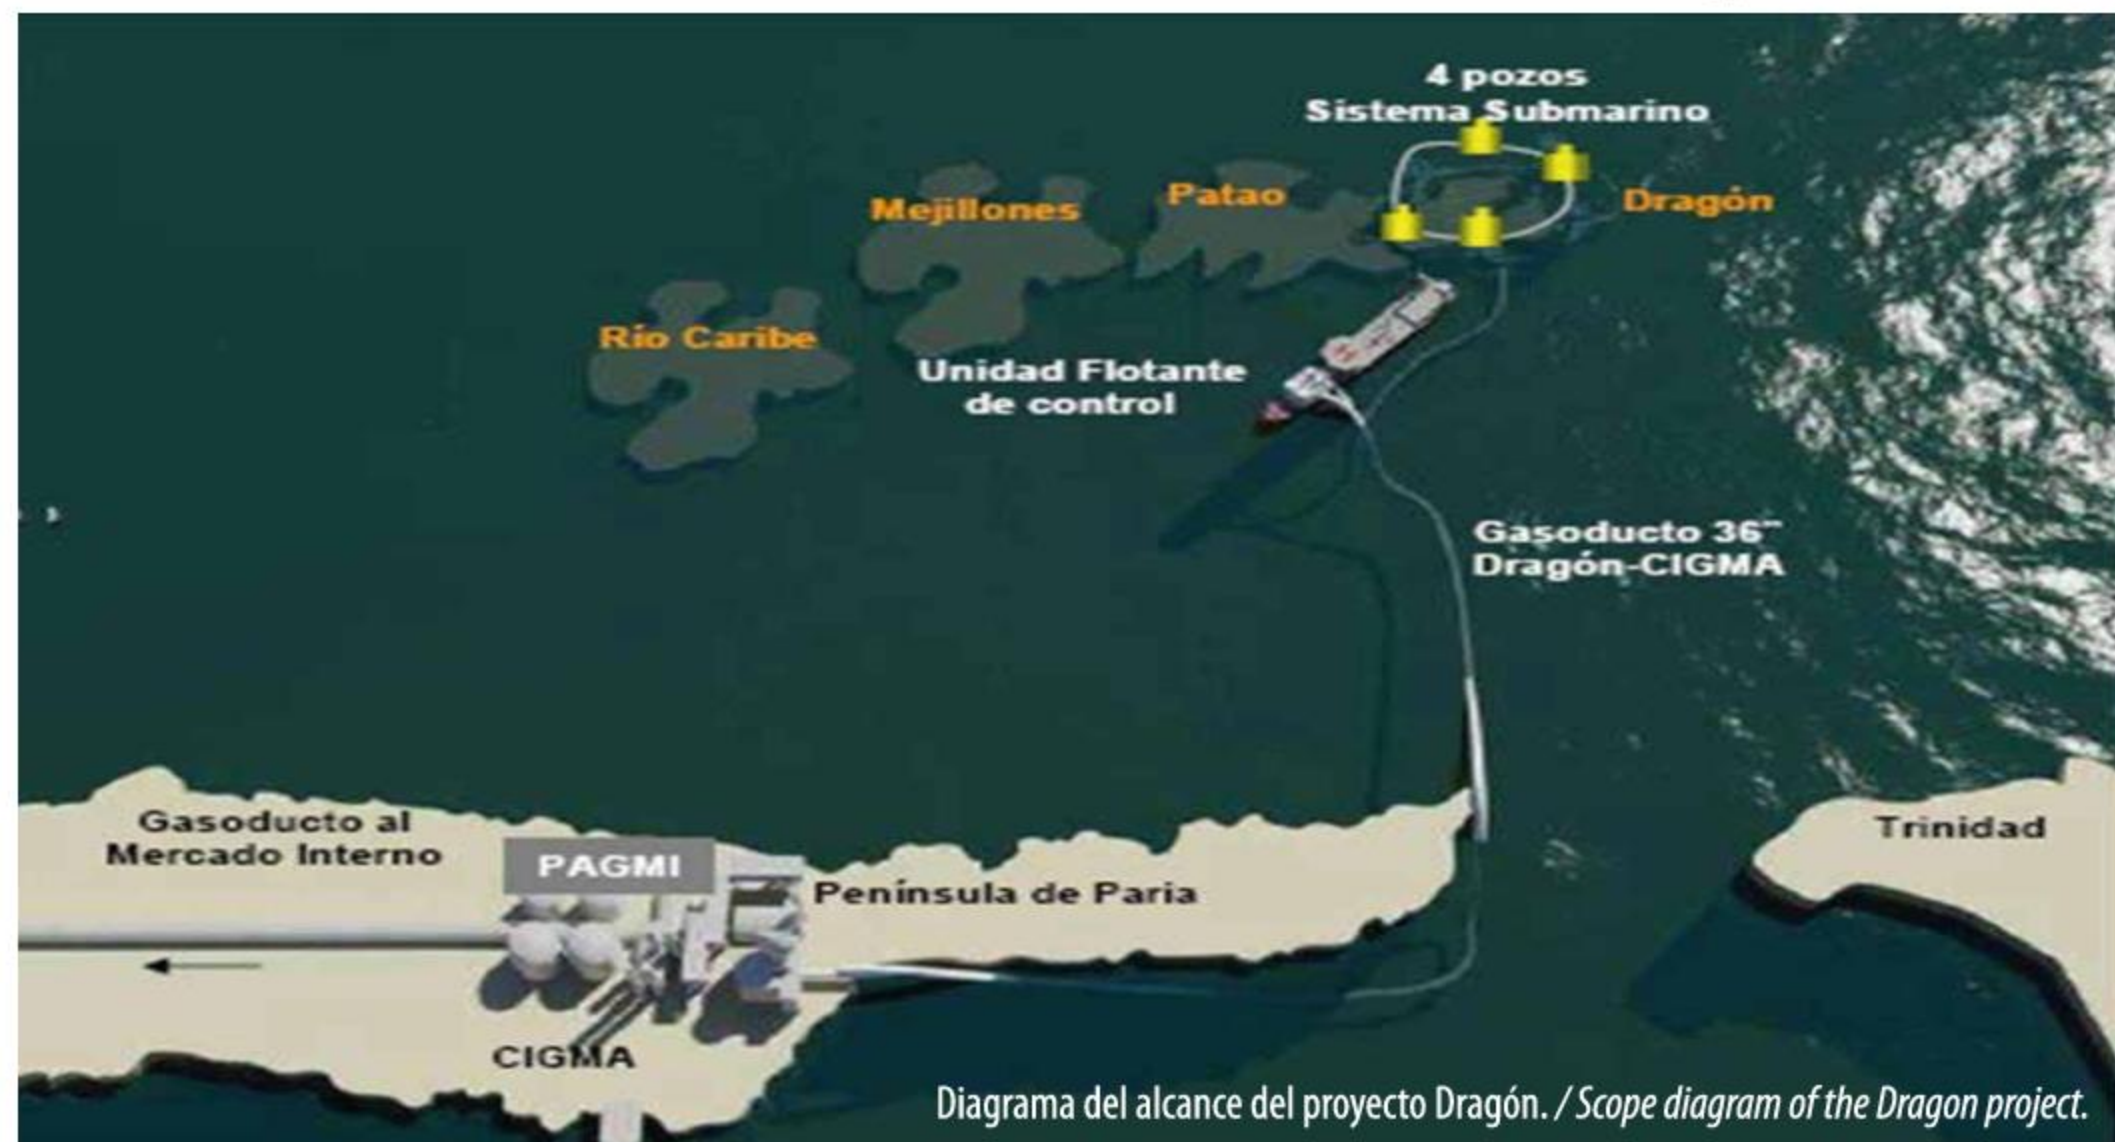 4 pozos
Sistema Submarino
Mejillones
Patao
Dragón
Río Caribe
Unidad Flotante
de control
Gasoducto 36"
Dragón-CIGMA
Gasoducto al
Mercado Interno
PAGMI
Península de Paria
Trinidad
CIGMA
Diagrama del alcance del proyecto Dragón. / Scope diagram of the Dragon project.